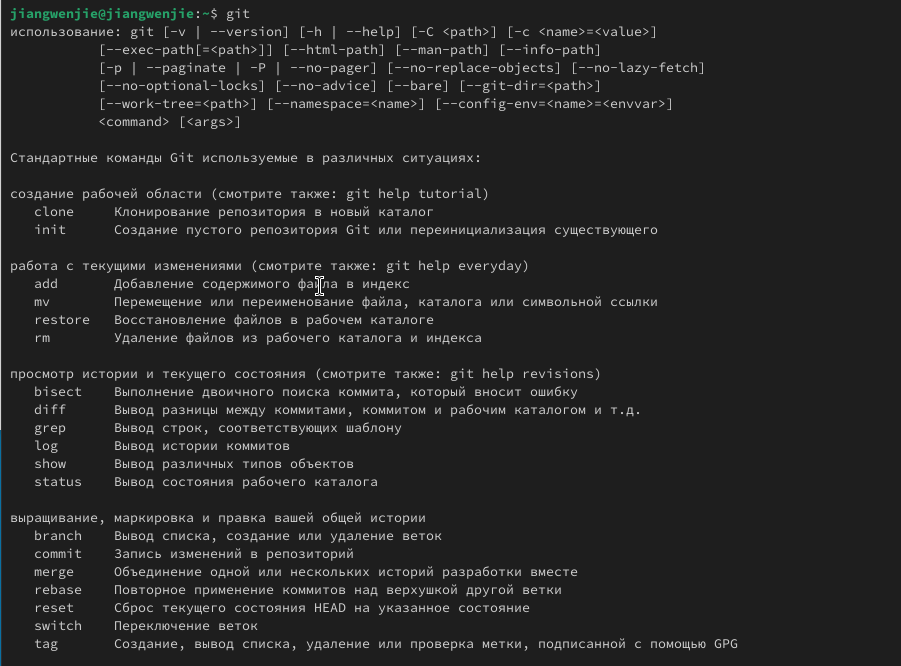 jiangwenjie@jiangwenjie:~$ git
использование: git [-v | --version] [-h | --help] [-C <path>] [-c <name>=<value>]
           [--exec-path[=<path>]] [--html-path] [--man-path] [--info-path]
           [-p | --paginate | -P | --no-pager] [--no-replace-objects] [--no-lazy-fetch]
           [--no-optional-locks] [--no-advice] [--bare] [--git-dir=<path>]
           [--work-tree=<path>] [--namespace=<name>] [--config-env=<name>=<envvar>]
           <command> [<args>]

Стандартные команды Git используемые в различных ситуациях:

создание рабочей области (смотрите также: git help tutorial)
   clone     Клонирование репозитория в новый каталог
   init      Создание пустого репозитория Git или переинициализация существующего

работа с текущими изменениями (смотрите также: git help everyday)
   add       Добавление содержимого файла в индекс
   mv        Перемещение или переименование файла, каталога или символьной ссылки
   restore   Восстановление файлов в рабочем каталоге
   rm        Удаление файлов из рабочего каталога и индекса

просмотр истории и текущего состояния (смотрите также: git help revisions)
   bisect    Выполнение двоичного поиска коммита, который вносит ошибку
   diff      Вывод разницы между коммитами, коммитом и рабочим каталогом и т.д.
   grep      Вывод строк, соответствующих шаблону
   log       Вывод истории коммитов
   show      Вывод различных типов объектов
   status    Вывод состояния рабочего каталога

выращивание, маркировка и правка вашей общей истории
   branch    Вывод списка, создание или удаление веток
   commit    Запись изменений в репозиторий
   merge     Объединение одной или нескольких историй разработки вместе
   rebase    Повторное применение коммитов над верхушкой другой ветки
   reset     Сброс текущего состояния HEAD на указанное состояние
   switch    Переключение веток
   tag       Создание, вывод списка, удаление или проверка метки, подписанной с помощью GPG